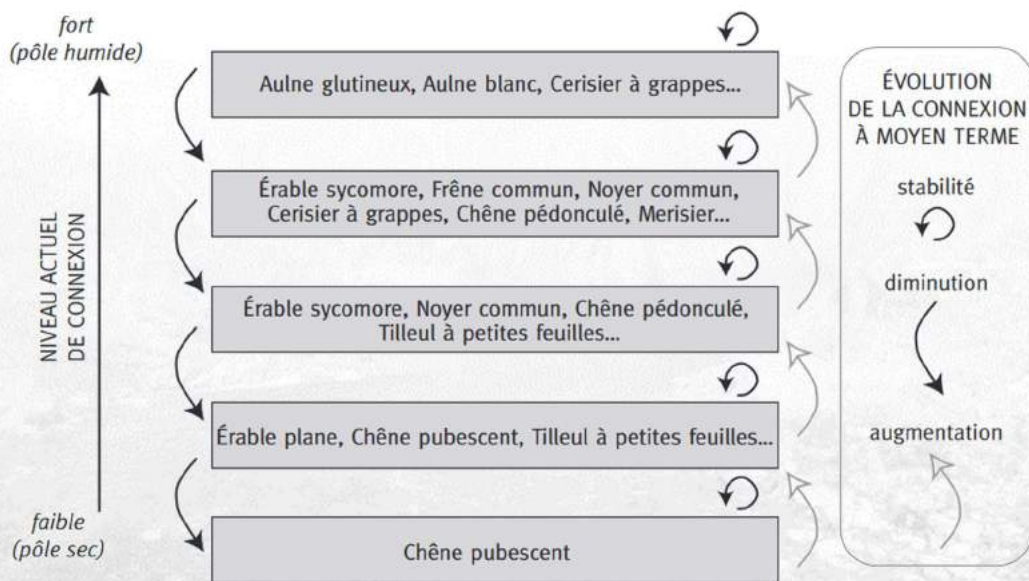 fort
(pôle humide)
NIVEAU ACTUEL
DE CONNEXION
faible
(pôle sec)
Aulne glutineux, Aulne blanc, Cerisier à grappes...
Érable sycomore, Frêne commun, Noyer commun,
Cerisier à grappes, Chêne pédonculé, Merisier...
Érable sycomore, Noyer commun, Chêne pédonculé,
Tilleul à petites feuilles...
Érable plane, Chêne pubescent, Tilleul à petites feuilles...
Chêne pubescent
ÉVOLUTION
DE LA CONNEXION
À MOYEN TERME
stabilité
diminution
augmentation